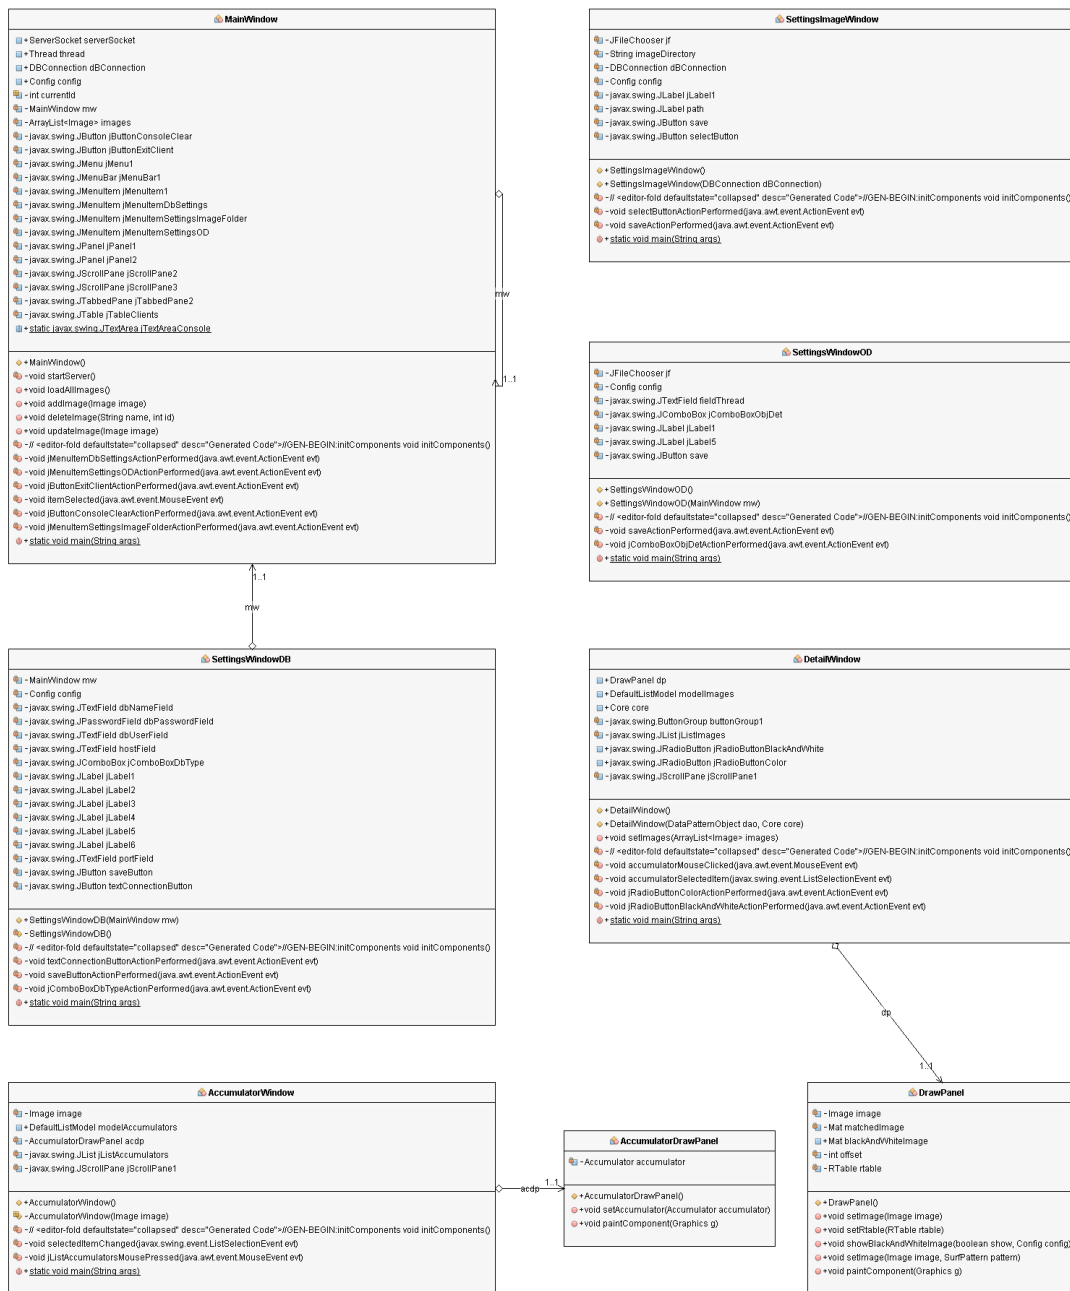 MainWindow
+ServerSocket serverSocket
+Thread thread
+DBConnection dBConnection
+Config config
-int currentId
-MainWindow mw
-ArrayList<Image> images
-javax.swing.JButton jButtonConsoleClear
-javax.swing.JButton jButtonExitClient
-javax.swing.JMenu jMenu1
-javax.swing.JMenuBar jMenuBar1
-javax.swing.JMenuItem jMenuItem1
-javax.swing.JMenuItem jMenuItemDbSettings
-javax.swing.JMenuItem jMenuItemSettingsImageFolder
-javax.swing.JMenuItem jMenuItemSettingsOD
-javax.swing.JPanel jPanel1
-javax.swing.JPanel jPanel2
-javax.swing.JScrollPane jScrollPane2
-javax.swing.JScrollPane jScrollPane3
-javax.swing.JTabbedPane jTabbedPane2
-javax.swing.JTable jTableClients
+static javax.swing.JTextArea jTextAreaConsole
+MainWindow()
-void startServer()
+void loadAllImages()
+void addImage(Image image)
+void deleteImage(String name, int id)
+void updateImage(Image image)
-// <editor-fold defaultstate="collapsed" desc="Generated Code">//GEN-BEGIN:initComponents void initComponents()
-void jMenuItemDbSettingsActionPerformed(java.awt.event.ActionEvent evt)
-void jMenuItemSettingsODActionPerformed(java.awt.event.ActionEvent evt)
-void jButtonExitClientActionPerformed(java.awt.event.ActionEvent evt)
-void itemSelected(java.awt.event.MouseEvent evt)
-void jButtonConsoleClearActionPerformed(java.awt.event.ActionEvent evt)
-void jMenuItemSettingsImageFolderActionPerformed(java.awt.event.ActionEvent evt)
+static void main(String args)
mw
1..1
SettingsImageWindow
-JFileChooser jf
-String imageDirectory
-DBConnection dBConnection
-Config config
-javax.swing.JLabel jLabel1
-javax.swing.JLabel path
-javax.swing.JButton save
-javax.swing.JButton selectButton
+SettingsImageWindow()
+SettingsImageWindow(DBConnection dBConnection)
-// <editor-fold defaultstate="collapsed" desc="Generated Code">//GEN-BEGIN:initComponents void initComponents()
-void selectButtonActionPerformed(java.awt.event.ActionEvent evt)
-void saveActionPerformed(java.awt.event.ActionEvent evt)
+static void main(String args)
SettingsWindowOD
-JFileChooser jf
-Config config
-javax.swing.JTextField fieldThread
-javax.swing.JComboBox jComboBoxObjDet
-javax.swing.JLabel jLabel1
-javax.swing.JLabel jLabel5
-javax.swing.JButton save
+SettingsWindowOD()
+SettingsWindowOD(MainWindow mw)
-// <editor-fold defaultstate="collapsed" desc="Generated Code">//GEN-BEGIN:initComponents void initComponents()
-void saveActionPerformed(java.awt.event.ActionEvent evt)
-void jComboBoxObjDetActionPerformed(java.awt.event.ActionEvent evt)
+static void main(String args)
1..1
mw
SettingsWindowDB
-MainWindow mw
-Config config
-javax.swing.JTextField dbNameField
-javax.swing.JPasswordField dbPasswordField
-javax.swing.JTextField dbUserField
-javax.swing.JTextField hostField
-javax.swing.JComboBox jComboBoxDbType
-javax.swing.JLabel jLabel1
-javax.swing.JLabel jLabel2
-javax.swing.JLabel jLabel3
-javax.swing.JLabel jLabel4
-javax.swing.JLabel jLabel5
-javax.swing.JLabel jLabel6
-javax.swing.JTextField portField
-javax.swing.JButton saveButton
-javax.swing.JButton textConnectionButton
+SettingsWindowDB(MainWindow mw)
-SettingsWindowDB()
-// <editor-fold defaultstate="collapsed" desc="Generated Code">//GEN-BEGIN:initComponents void initComponents()
-void textConnectionButtonActionPerformed(java.awt.event.ActionEvent evt)
-void saveButtonActionPerformed(java.awt.event.ActionEvent evt)
-void jComboBoxDbTypeActionPerformed(java.awt.event.ActionEvent evt)
+static void main(String args)
DetailWindow
+DrawPanel dp
+DefaultListModel modelImages
+Core core
-javax.swing.ButtonGroup buttonGroup1
-javax.swing.JList jListImages
+javax.swing.JRadioButton jRadioButtonBlackAndWhite
+javax.swing.JRadioButton jRadioButtonColor
-javax.swing.JScrollPane jScrollPane1
+DetailWindow()
+DetailWindow(DataPatternObject dao, Core core)
+void setImages(ArrayList<Image> images)
-// <editor-fold defaultstate="collapsed" desc="Generated Code">//GEN-BEGIN:initComponents void initComponents()
-void accumulatorMouseClicked(java.awt.event.MouseEvent evt)
-void accumulatorSelectedItem(javax.swing.event.ListSelectionEvent evt)
-void jRadioButtonColorActionPerformed(java.awt.event.ActionEvent evt)
-void jRadioButtonBlackAndWhiteActionPerformed(java.awt.event.ActionEvent evt)
+static void main(String args)
dp
1..1
AccumulatorWindow
-Image image
+DefaultListModel modelAccumulators
-AccumulatorDrawPanel acdp
-javax.swing.JList jListAccumulators
-javax.swing.JScrollPane jScrollPane1
+AccumulatorWindow()
-AccumulatorWindow(Image image)
-// <editor-fold defaultstate="collapsed" desc="Generated Code">//GEN-BEGIN:initComponents void initComponents()
-void selectedItemChanged(javax.swing.event.ListSelectionEvent evt)
-void jListAccumulatorsMousePressed(java.awt.event.MouseEvent evt)
+static void main(String args)
acdp
1..1
AccumulatorDrawPanel
-Accumulator accumulator
+AccumulatorDrawPanel()
+void setAccumulator(Accumulator accumulator)
+void paintComponent(Graphics g)
DrawPanel
-Image image
-Mat matchedImage
+Mat blackAndWhiteImage
-int offset
-RTable rtable
+DrawPanel()
+void setImage(Image image)
+void setRtable(RTable rtable)
+void showBlackAndWhiteImage(boolean show, Config config)
+void setImage(Image image, SurfPattern pattern)
+void paintComponent(Graphics g)